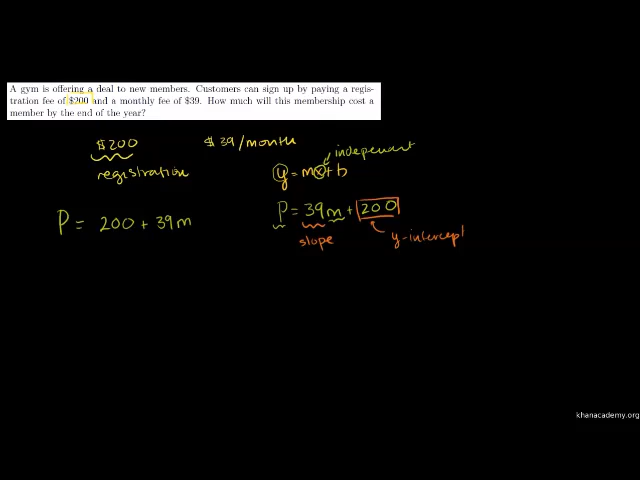 A gym is offering a deal to new members. Customers can sign up by paying a regis-
tration fee of $200 and a monthly fee of $39. How much will this membership cost a
member by the end of the year?
$200 $39/month
registration
indepenant
y = mx + b
P = 200 + 39m
P = 39m + 200
slope
y-intercept
khanacademy.org